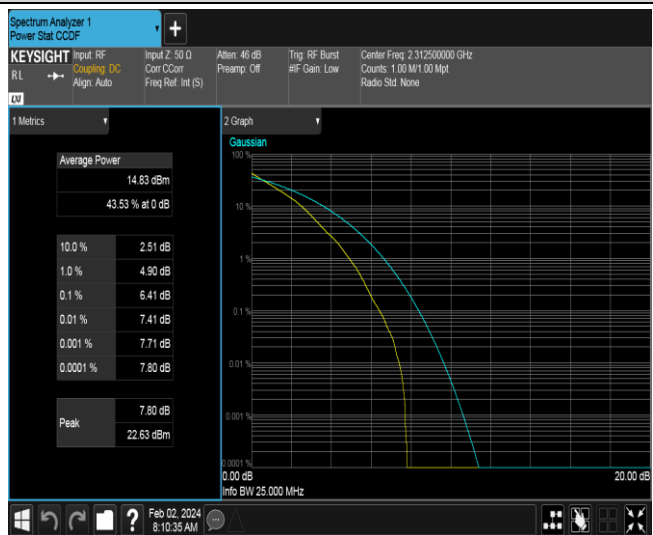 Spectrum Analyzer 1
Power Stat CCDF
+
KEYSIGHT
RL
LXI
Input: RF
Coupling: DC
Align: Auto
Input Z: 50 Ω
Corr CCorr
Freq Ref: Int (S)
Atten: 46 dB
Preamp: Off
Trig: RF Burst
#IF Gain: Low
Center Freq: 2.312500000 GHz
Counts: 1.00 M/1.00 Mpt
Radio Std: None
1 Metrics
Average Power
14.83 dBm
43.53 % at 0 dB
10.0 % 2.51 dB
1.0 % 4.90 dB
0.1 % 6.41 dB
0.01 % 7.41 dB
0.001 % 7.71 dB
0.0001 % 7.80 dB
Peak
7.80 dB
22.63 dBm
2 Graph
Gaussian
100 %
10 %
1 %
0.1 %
0.01 %
0.001 %
0.0001 %
0.00 dB 20.00 dB
Info BW 25.000 MHz
?
Feb 02, 2024
8:10:35 AM